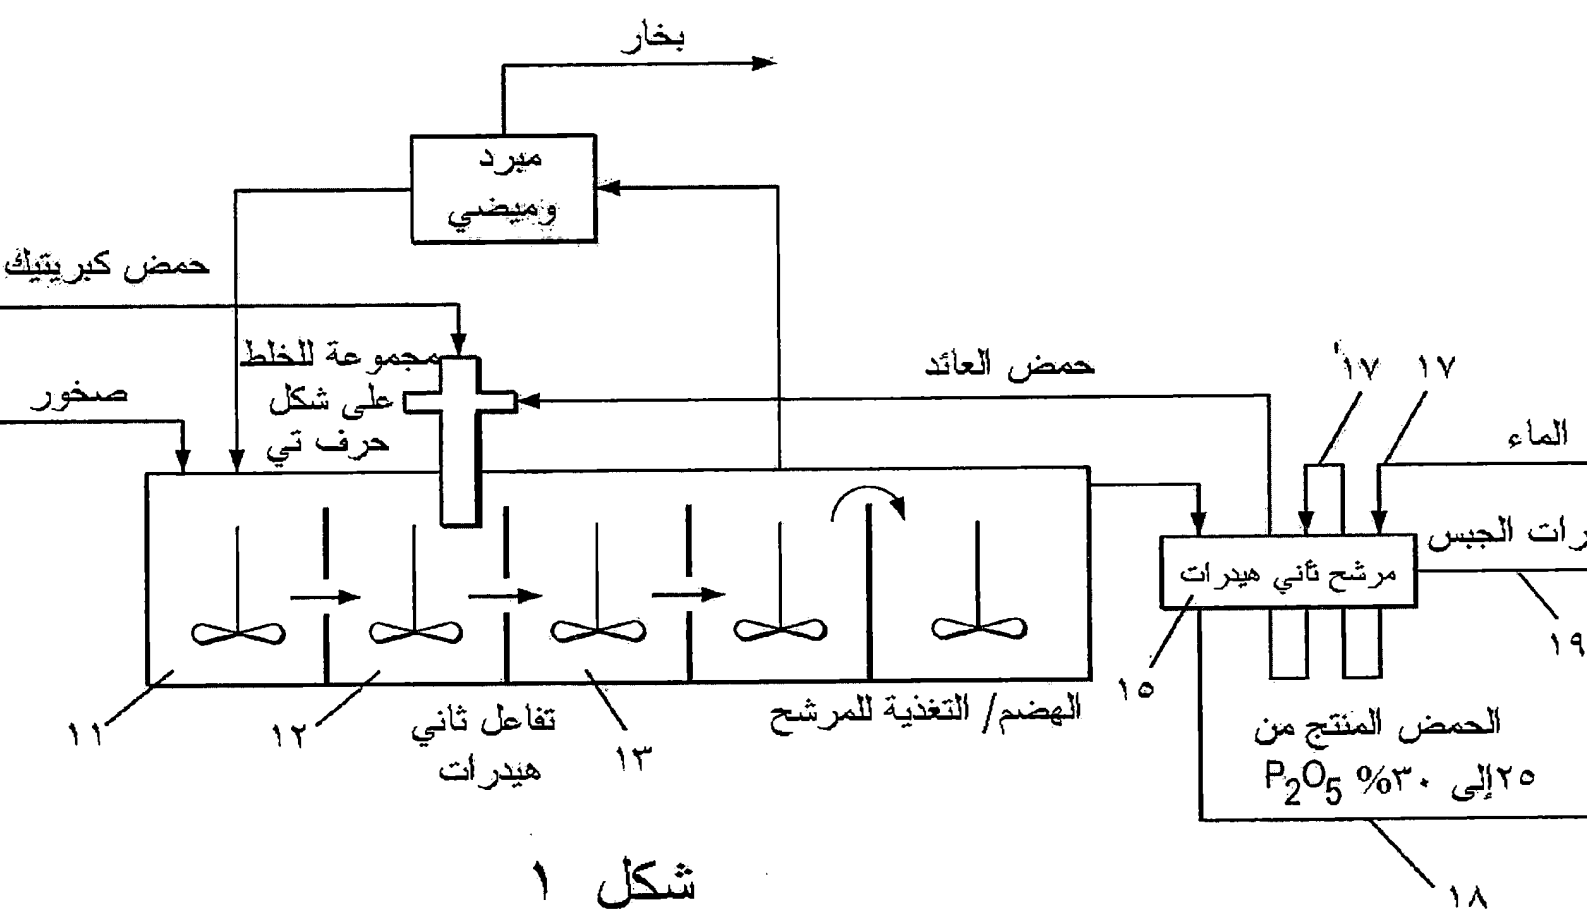 بخار
مبرد
وميضي
حمض كبريتيك
مجموعة للخلط
على شكل
حرف تي
صخور
حمض العائد
١٧
١٧
الماء
رات الجبس
مرشح ثاني هيدرات
١٩
١٥
١١
١٢
تفاعل ثاني
هيدرات
١٣
الهضم/ التغذية للمرشح
الحمض المنتج من
٢٥إلى ٣٠% P2O5
١٨
شكل ١